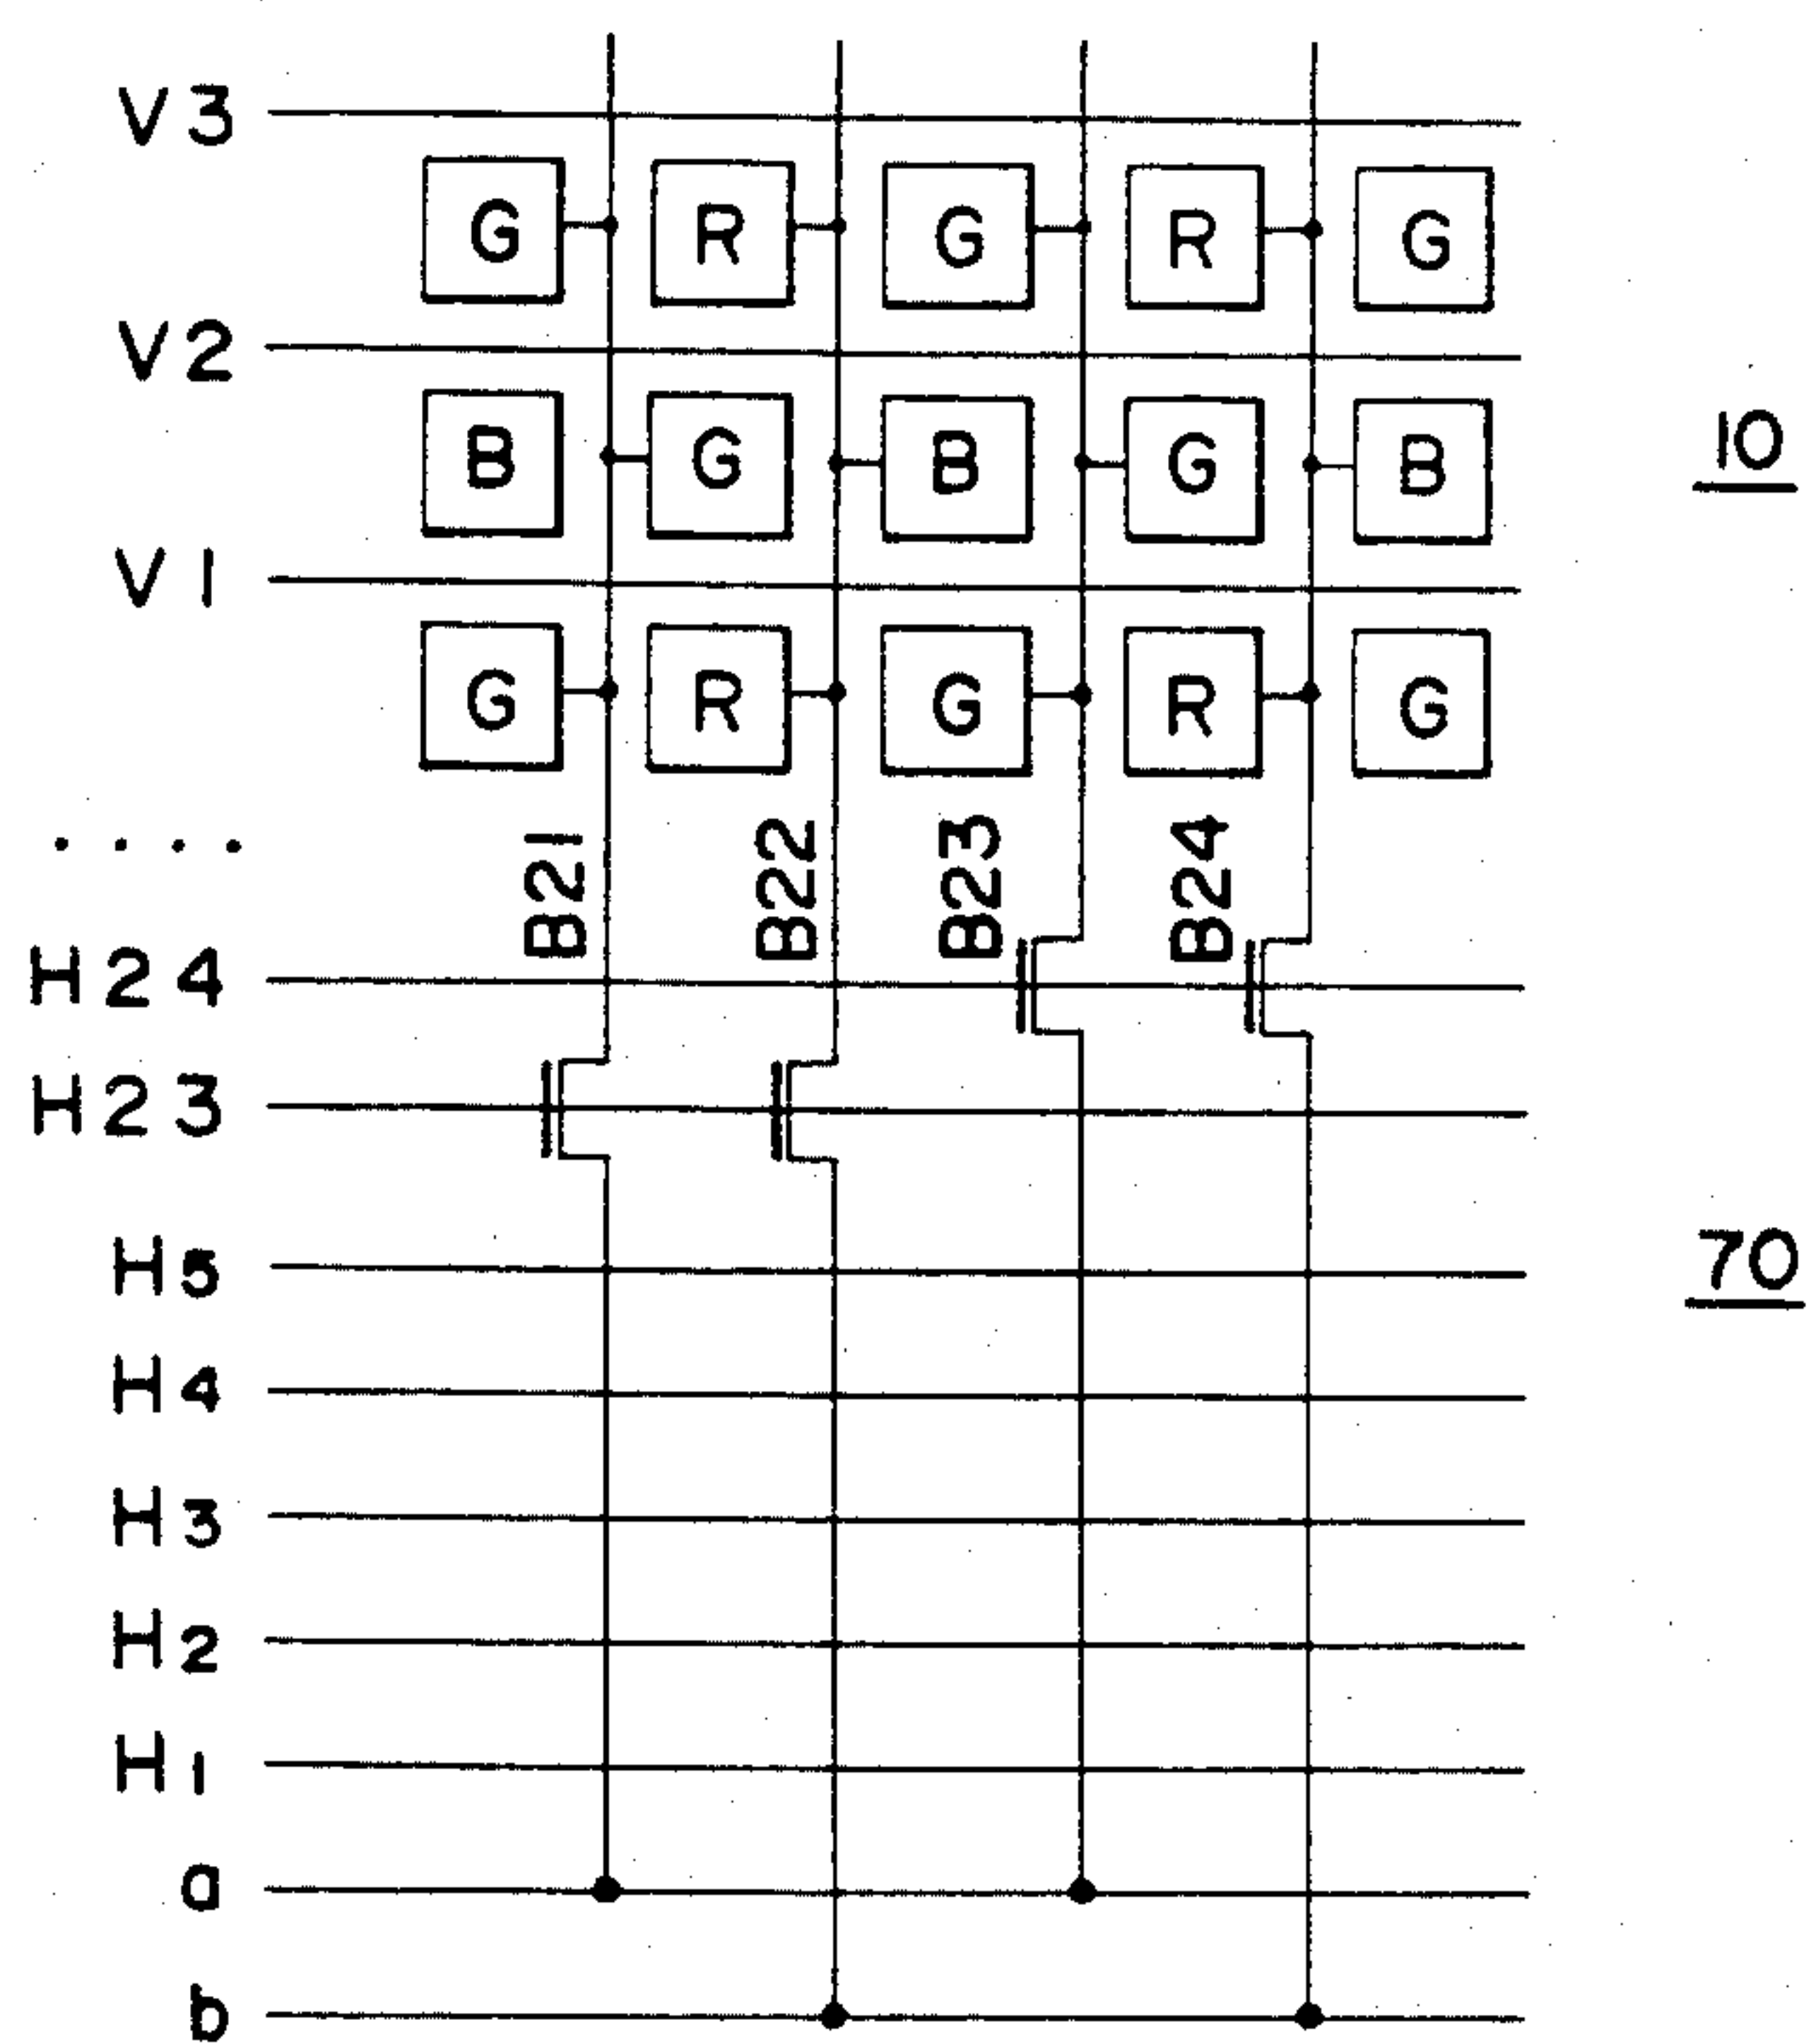 V3
G R G R G
V2
B G B G B
10
V1
G R G R G
....
B21 B22 B23 B24
H24
H23
H5
70
H4
H3
H2
H1
a
b